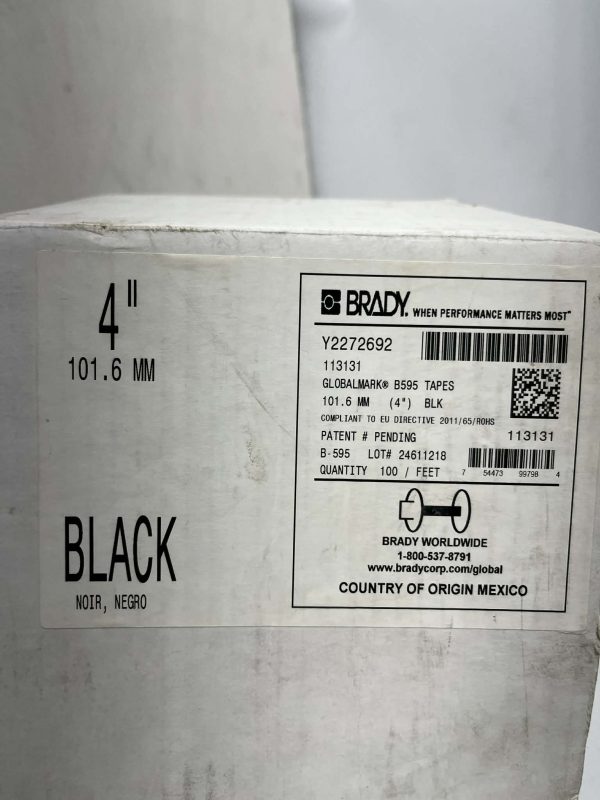 4"
101.6 MM
BLACK
NOIR, NEGRO
BRADY. WHEN PERFORMANCE MATTERS MOST™
Y2272692
113131
GLOBALMARK® B595 TAPES
101.6 MM (4") BLK
COMPLIANT TO EU DIRECTIVE 2011/65/ROHS
PATENT # PENDING 113131
B-595 LOT# 24611218
QUANTITY 100 / FEET 7 54473 99798 4
BRADY WORLDWIDE
1-800-537-8791
www.bradycorp.com/global
COUNTRY OF ORIGIN MEXICO